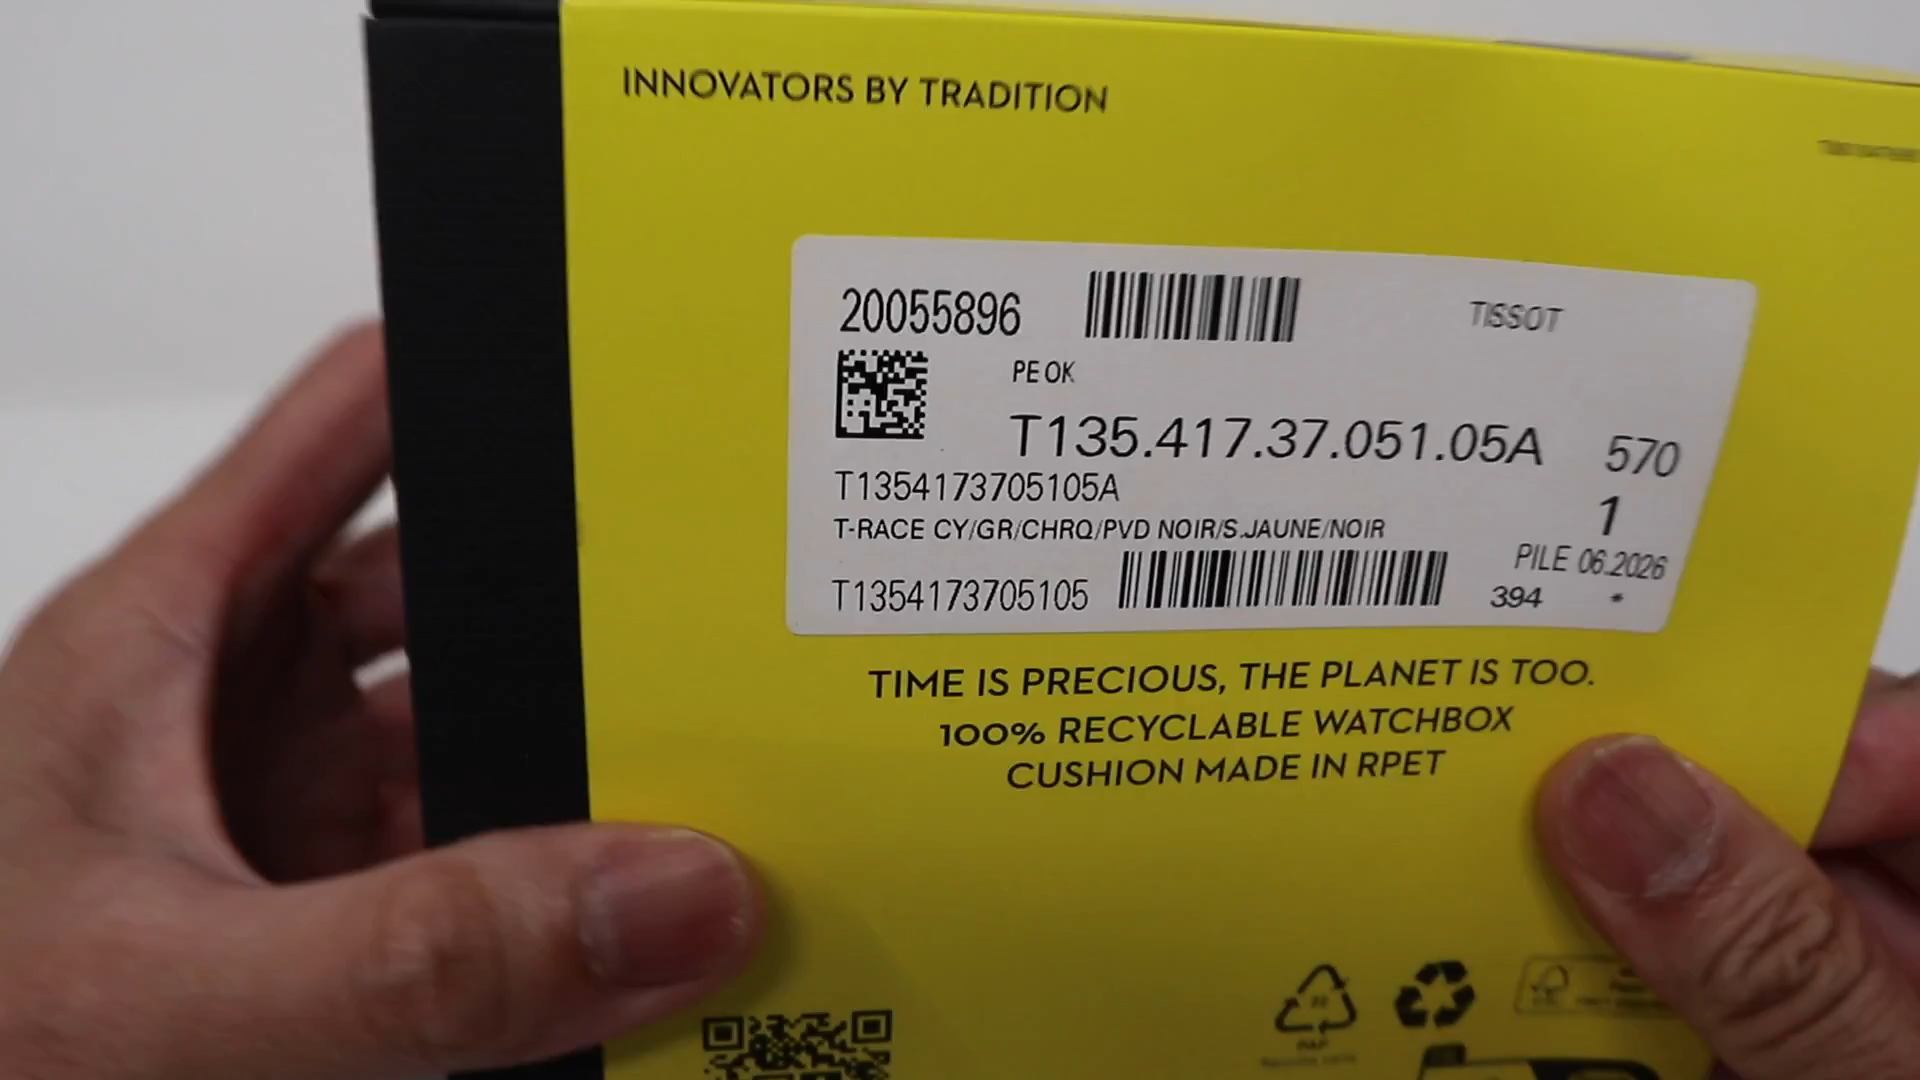 INNOVATORS BY TRADITION
20055896
TISSOT
PE OK
T135.417.37.051.05A
570
T1354173705105A
1
T-RACE CY/GR/CHRQ/PVD NOIR/S.JAUNE/NOIR
PILE 06.2026
T1354173705105
394 *
TIME IS PRECIOUS, THE PLANET IS TOO.
100% RECYCLABLE WATCHBOX
CUSHION MADE IN RPET
PAP